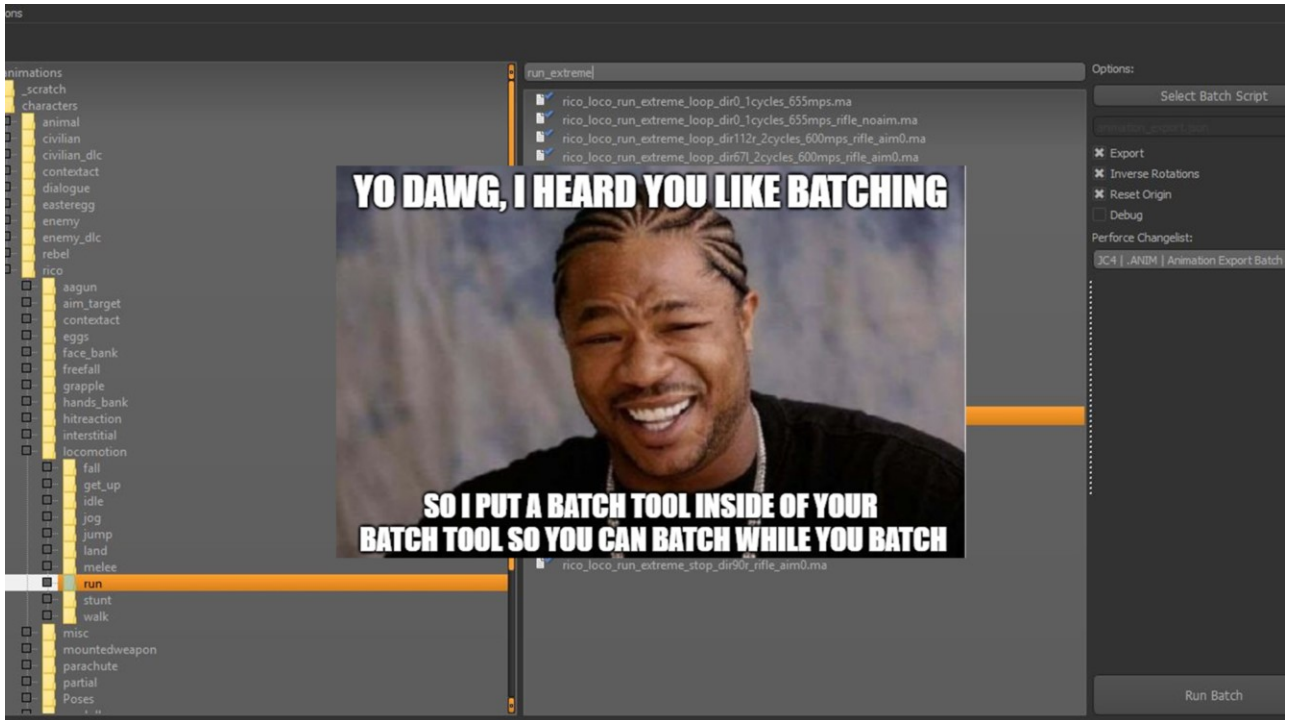 ons
animations
_scratch
characters
animal
civilian
civilian_dlc
contextact
dialogue
easteregg
enemy
enemy_dlc
rebel
rico
aagun
aim_target
contextact
eggs
face_bank
freefall
grapple
hands_bank
hitreaction
interstitial
locomotion
fall
get_up
idle
jog
jump
land
melee
run
stunt
walk
misc
mountedweapon
parachute
partial
Poses
run_extreme
rico_loco_run_extreme_loop_dir0_1cycles_655mps.ma
rico_loco_run_extreme_loop_dir0_1cycles_655mps_rifle_noaim.ma
rico_loco_run_extreme_loop_dir112r_2cycles_600mps_rifle_aim0.ma
rico_loco_run_extreme_loop_dir67l_2cycles_600mps_rifle_aim0.ma
YO DAWG, I HEARD YOU LIKE BATCHING
SO I PUT A BATCH TOOL INSIDE OF YOUR
BATCH TOOL SO YOU CAN BATCH WHILE YOU BATCH
rico_loco_run_extreme_stop_dir90r_rifle_aim0.ma
Options:
Select Batch Script
animation_export.json
Export
Inverse Rotations
Reset Origin
Debug
Perforce Changelist:
JC4 | .ANIM | Animation Export Batch
Run Batch